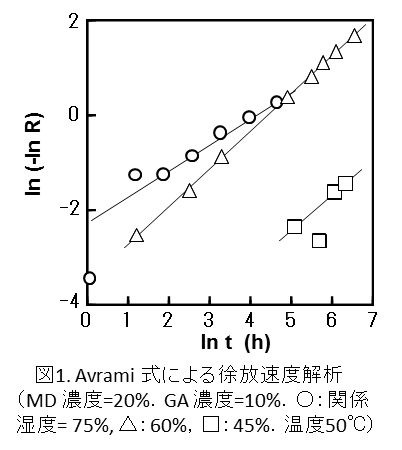 2
0
-2
-4
ln (-ln R)
0 1 2 3 4 5 6 7
ln t (h)
図1. Avrami 式による徐放速度解析
(MD 濃度=20%. GA 濃度=10%. ○: 関係
湿度= 75%, △: 60%, □: 45%. 温度50℃)